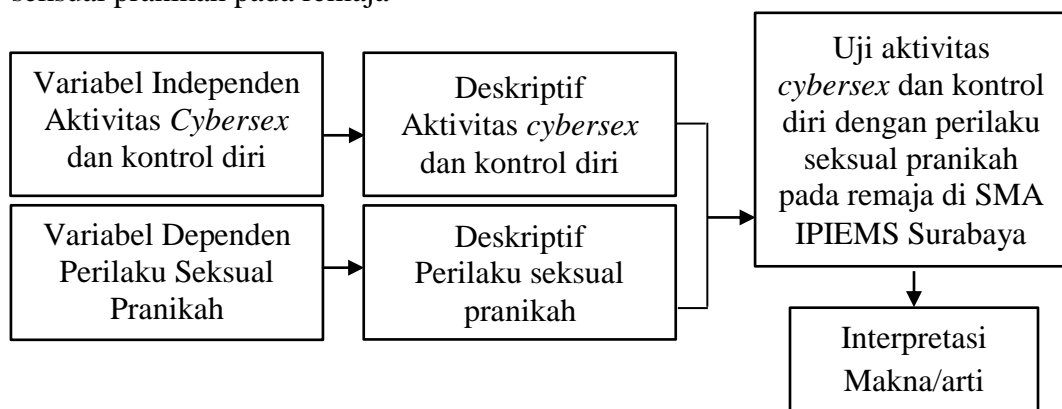 seksual pranikah pada remaja
Variabel Independen
Aktivitas Cybersex
dan kontrol diri
Deskriptif
Aktivitas cybersex
dan kontrol diri
Uji aktivitas
cybersex dan kontrol
diri dengan perilaku
seksual pranikah
pada remaja di SMA
IPIEMS Surabaya
Variabel Dependen
Perilaku Seksual
Pranikah
Deskriptif
Perilaku seksual
pranikah
Interpretasi
Makna/arti